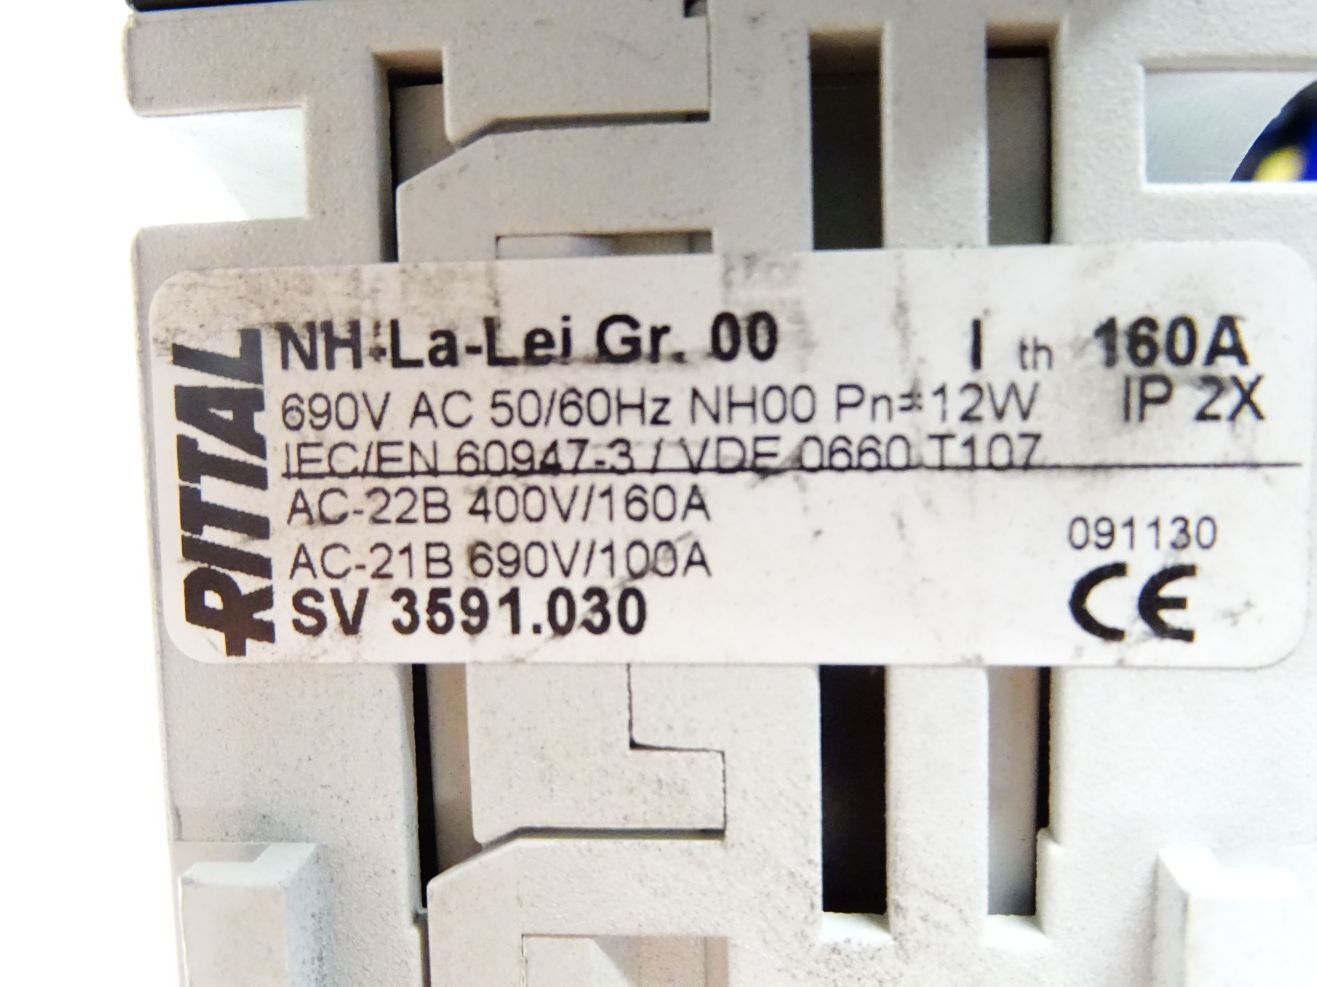 RITTAL
NH-La-Lei Gr. 00 I th 160A
690V AC 50/60Hz NH00 Pn=12W IP 2X
IEC/EN 60947-3 / VDE 0660 T107
AC-22B 400V/160A
AC-21B 690V/100A 091130
SV 3591.030 CE